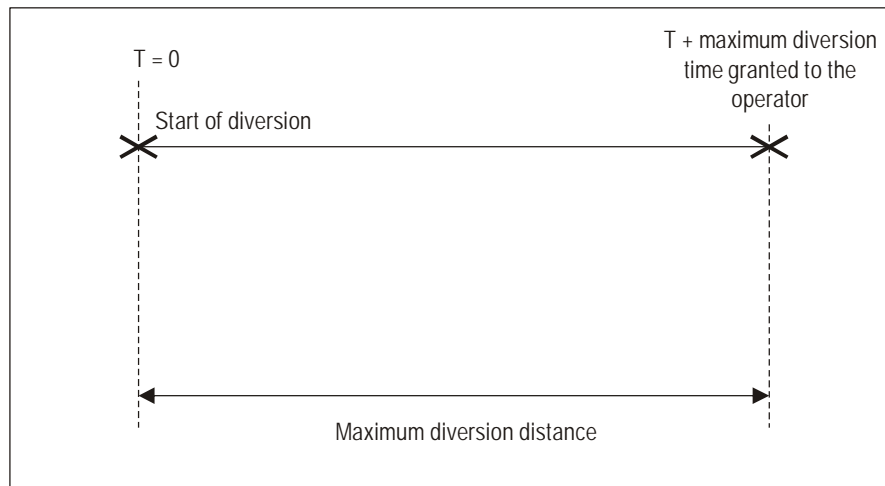 T = 0
T + maximum diversion
time granted to the
operator
Start of diversion
Maximum diversion distance